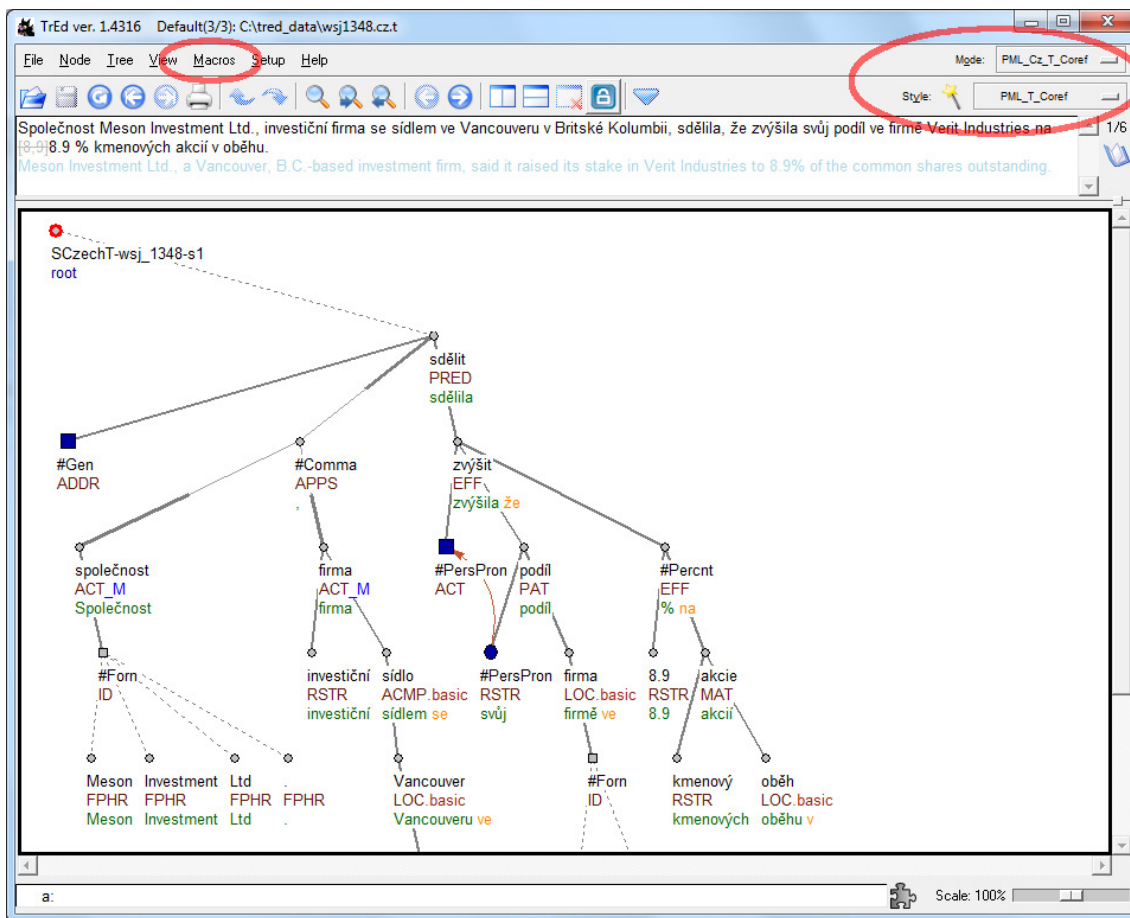 TrEd ver. 1.4316 Default(3/3): C:\tred_data\wsj1348.cz.t
File Node Tree View Macros Setup Help
Mode: PML_Cz_T_Coref
Style: PML_T_Coref
Společnost Meson Investment Ltd., investiční firma se sídlem ve Vancouveru v Britské Kolumbii, sdělila, že zvýšila svůj podíl ve firmě Verit Industries na
[8,9]8.9 % kmenových akcií v oběhu.
Meson Investment Ltd., a Vancouver, B.C.-based investment firm, said it raised its stake in Verit Industries to 8.9% of the common shares outstanding.
1/6
SCzechT-wsj_1348-s1
root
sdělit
PRED
sdělila
#Gen #Comma zvýšit
ADDR APPS EFF
, zvýšila že
společnost firma #PersPron podíl #Percnt
ACT_M ACT_M ACT PAT EFF
Společnost firma podíl % na
#Forn investiční sídlo #PersPron firma 8.9 akcie
ID RSTR ACMP.basic RSTR LOC.basic RSTR MAT
investiční sídlem se svůj firmě ve 8.9 akcií
Meson Investment Ltd . Vancouver #Forn kmenový oběh
FPHR FPHR FPHR FPHR LOC.basic ID RSTR LOC.basic
Meson Investment Ltd . Vancouveru ve kmenových oběhu v
a:
Scale: 100%